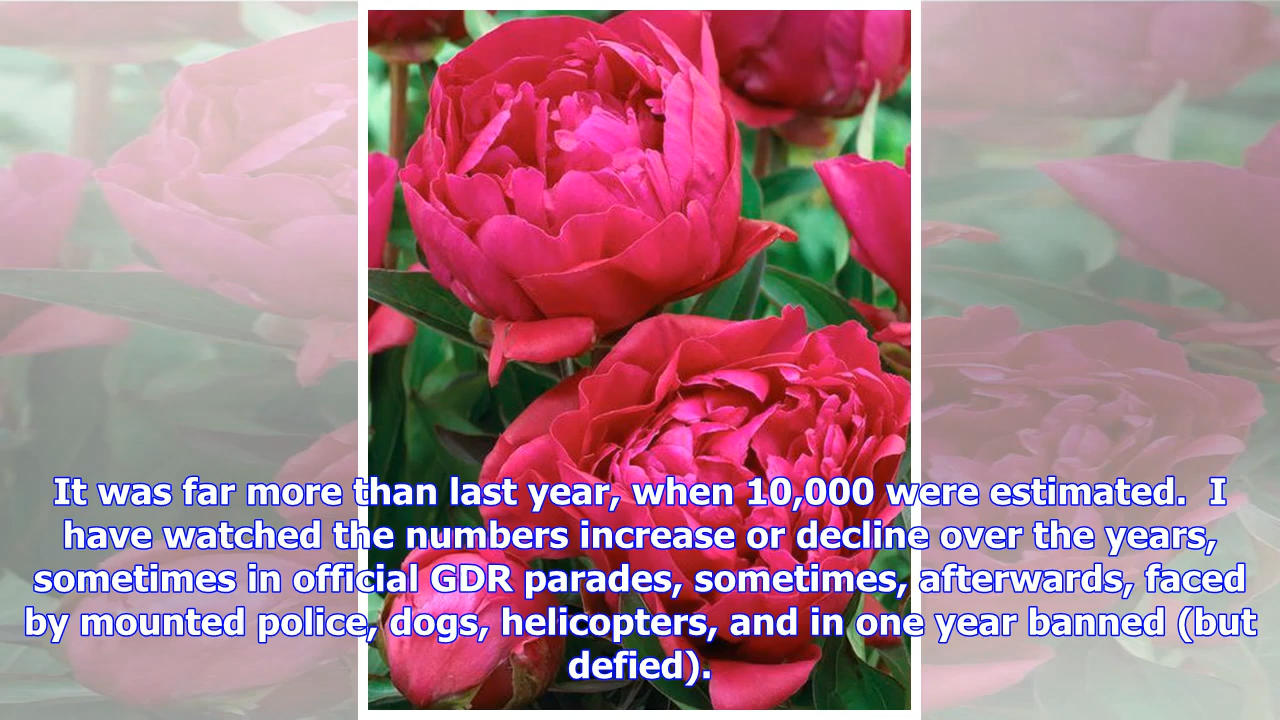 It was far more than last year, when 10,000 were estimated.  I
have watched the numbers increase or decline over the years,
sometimes in official GDR parades, sometimes, afterwards, faced
by mounted police, dogs, helicopters, and in one year banned (but
defied).